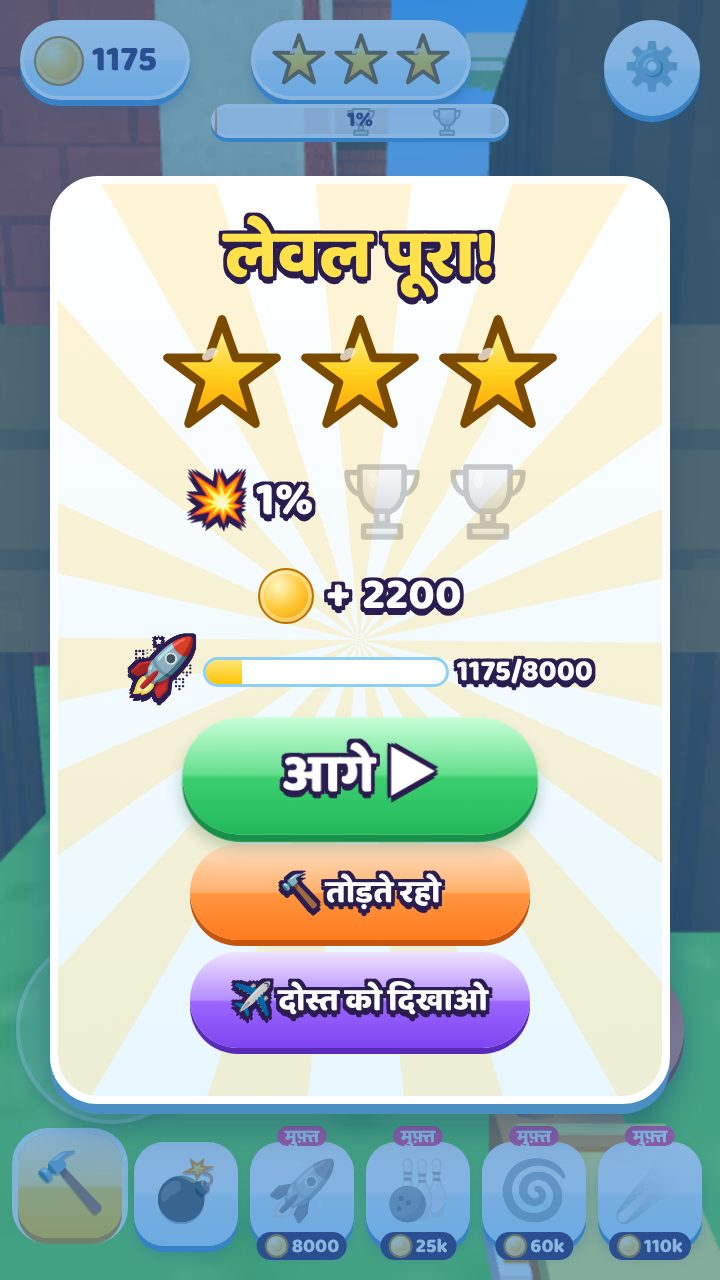 1175
1%
लेवल पूरा!
1%
+ 2200
1175/8000
आगे
तोड़ते रहो
दोस्त को दिखाओ
मुफ़्त मुफ़्त मुफ़्त मुफ़्त
8000 25k 60k 110k